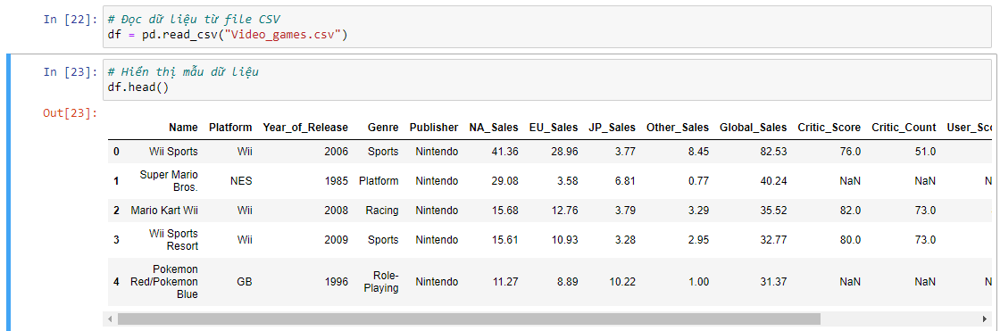 In [22]: # Đọc dữ liệu từ file CSV
df = pd.read_csv("Video_games.csv")
In [23]: # Hiển thị mẫu dữ liệu
df.head()
Out[23]:
Name Platform Year_of_Release Genre Publisher NA_Sales EU_Sales JP_Sales Other_Sales Global_Sales Critic_Score Critic_Count User_Sco
0 Wii Sports Wii 2006 Sports Nintendo 41.36 28.96 3.77 8.45 82.53 76.0 51.0
1 Super Mario Bros. NES 1985 Platform Nintendo 29.08 3.58 6.81 0.77 40.24 NaN NaN N
2 Mario Kart Wii Wii 2008 Racing Nintendo 15.68 12.76 3.79 3.29 35.52 82.0 73.0
3 Wii Sports Resort Wii 2009 Sports Nintendo 15.61 10.93 3.28 2.95 32.77 80.0 73.0
4 Pokemon Red/Pokemon Blue GB 1996 Role-Playing Nintendo 11.27 8.89 10.22 1.00 31.37 NaN NaN N